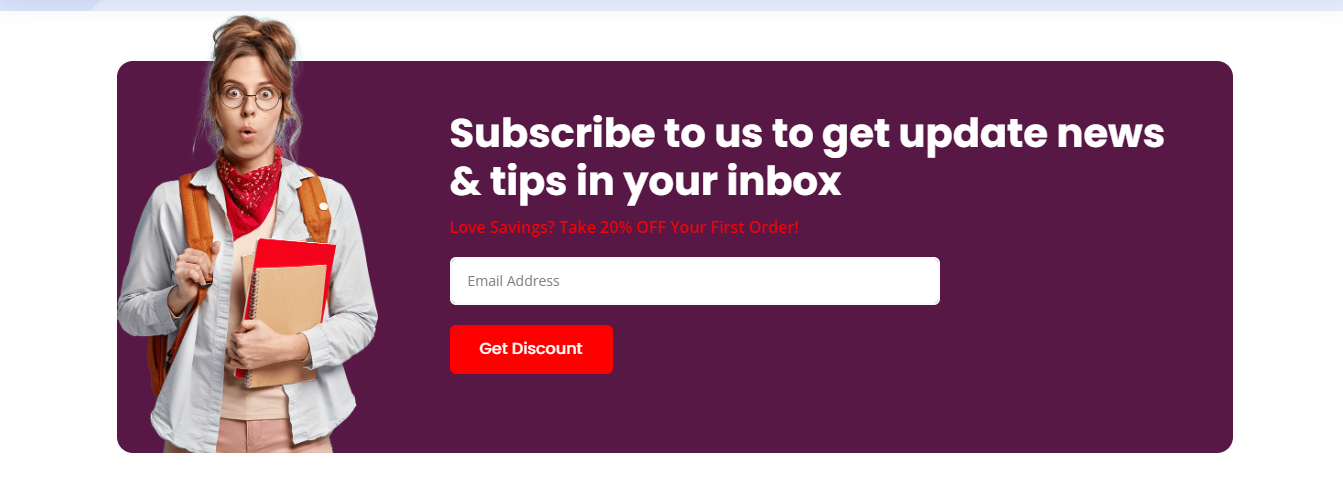 Subscribe to us to get update news
& tips in your inbox
Love Savings? Take 20% OFF Your First Order!
Email Address
Get Discount